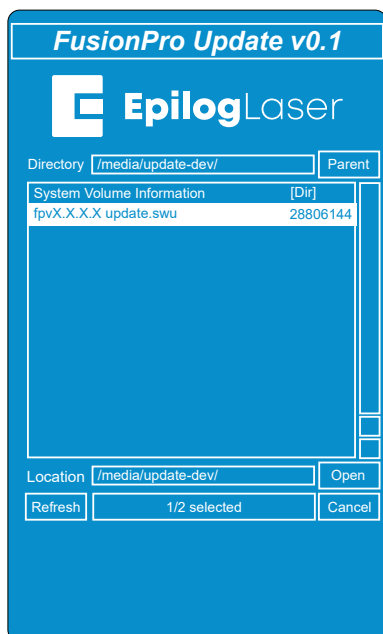 FusionPro Update v0.1
EpilogLaser
Directory /media/update-dev/ Parent
System Volume Information [Dir]
fpvX.X.X.X update.swu 28806144
Location /media/update-dev/ Open
Refresh 1/2 selected Cancel